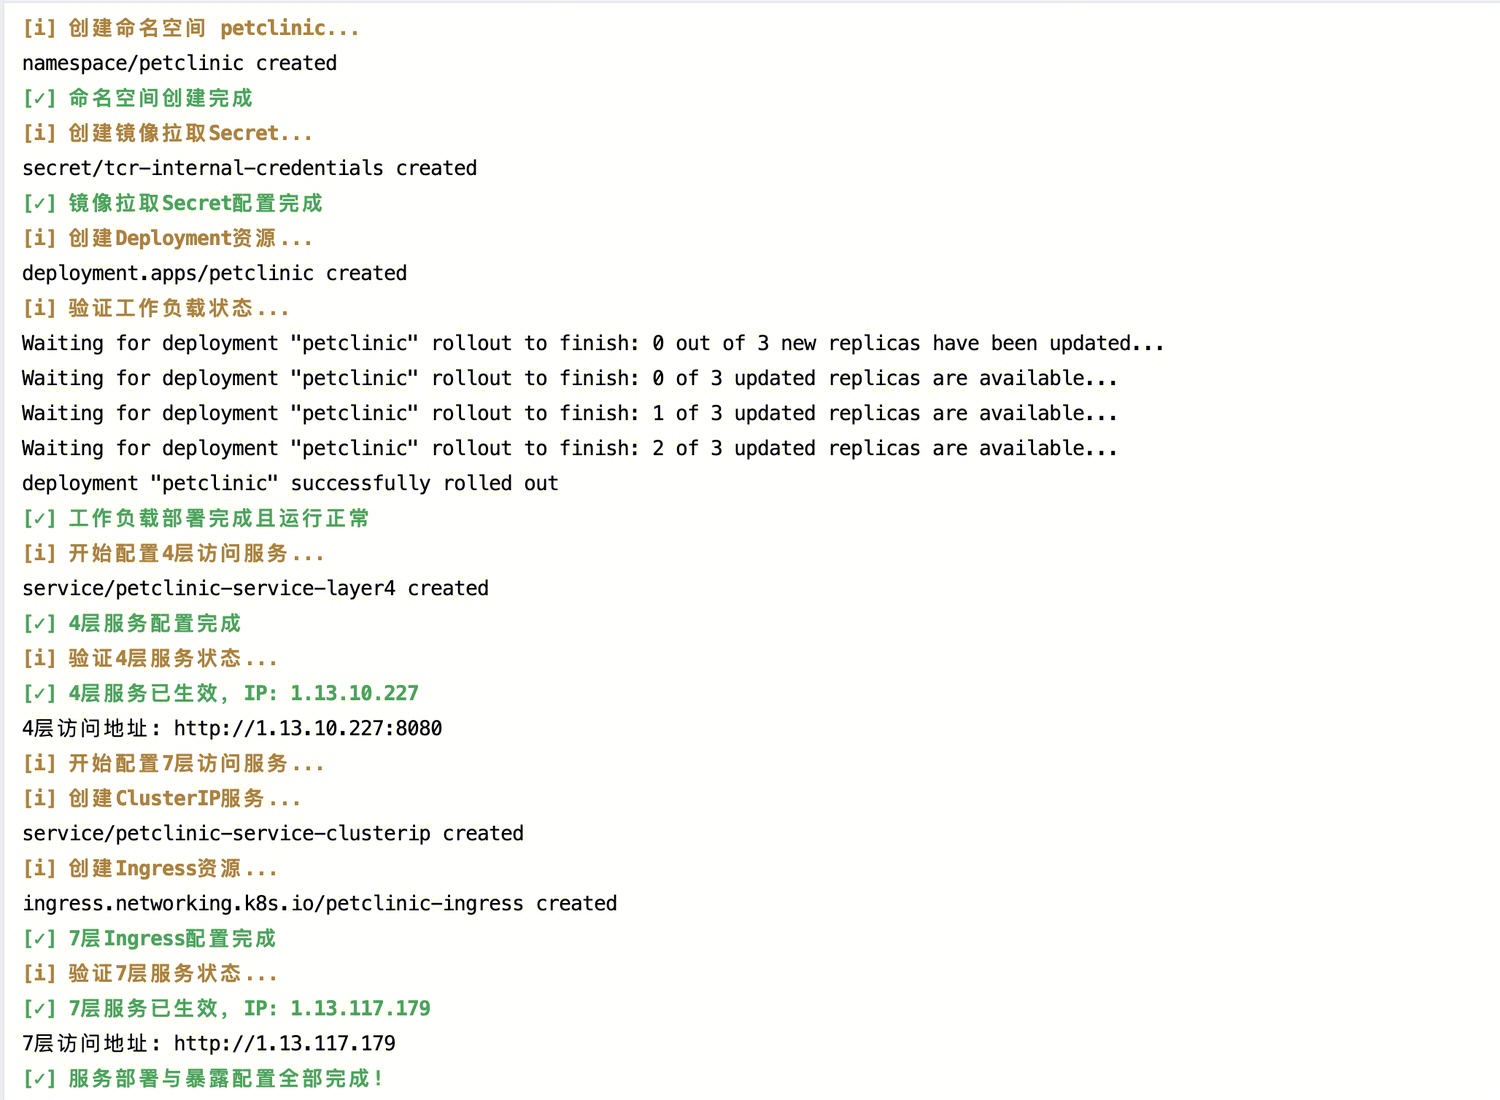 [i] 创建命名空间 petclinic...
namespace/petclinic created
[✓] 命名空间创建完成
[i] 创建镜像拉取Secret...
secret/tcr-internal-credentials created
[✓] 镜像拉取Secret配置完成
[i] 创建Deployment资源...
deployment.apps/petclinic created
[i] 验证工作负载状态...
Waiting for deployment "petclinic" rollout to finish: 0 out of 3 new replicas have been updated...
Waiting for deployment "petclinic" rollout to finish: 0 of 3 updated replicas are available...
Waiting for deployment "petclinic" rollout to finish: 1 of 3 updated replicas are available...
Waiting for deployment "petclinic" rollout to finish: 2 of 3 updated replicas are available...
deployment "petclinic" successfully rolled out
[✓] 工作负载部署完成且运行正常
[i] 开始配置4层访问服务...
service/petclinic-service-layer4 created
[✓] 4层服务配置完成
[i] 验证4层服务状态...
[✓] 4层服务已生效, IP: 1.13.10.227
4层访问地址: http://1.13.10.227:8080
[i] 开始配置7层访问服务...
[i] 创建ClusterIP服务...
service/petclinic-service-clusterip created
[i] 创建Ingress资源...
ingress.networking.k8s.io/petclinic-ingress created
[✓] 7层Ingress配置完成
[i] 验证7层服务状态...
[✓] 7层服务已生效, IP: 1.13.117.179
7层访问地址: http://1.13.117.179
[✓] 服务部署与暴露配置全部完成!